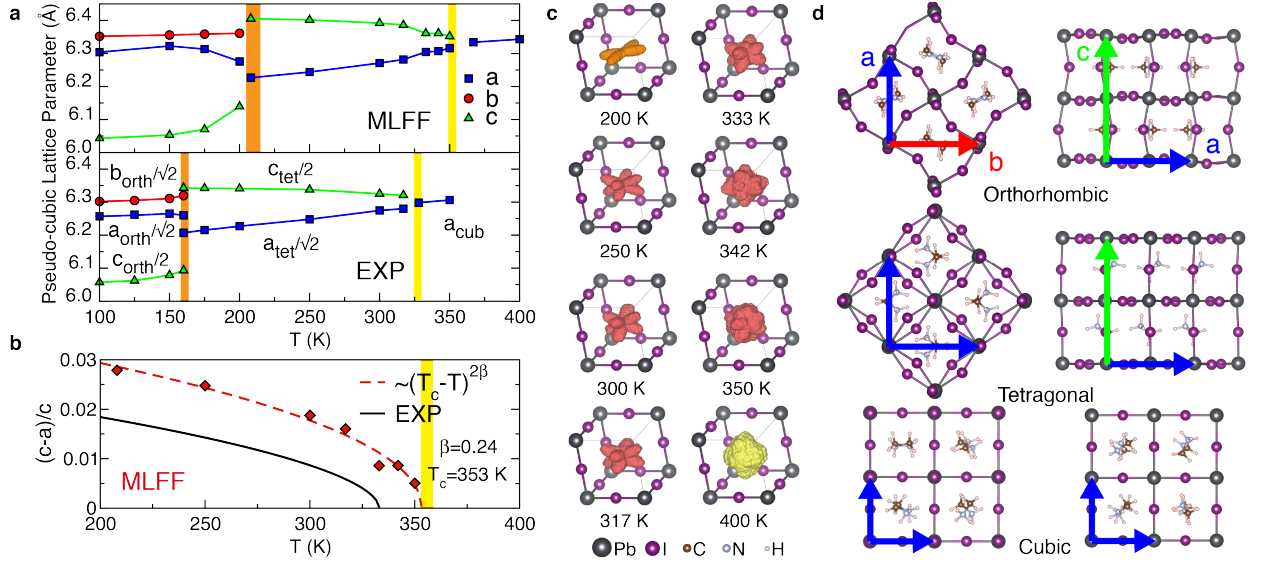 a
Pseudo-cubic Lattice Parameter (Å)
6.4
6.3
6.2
6.1
6.0
a
b
c
MLFF
6.4
6.3
6.2
6.1
6.0
b_orth/√2
c_tet/2
a_orth/√2
a_tet/√2
a_cub
c_orth/2
EXP
100 150 200 250 300 350 400
T (K)
b
(c-a)/c
0.03
0.02
0.01
0
~(T_c-T)^2β
EXP
β=0.24
T_c=353 K
MLFF
200 250 300 350 400
T (K)
c
200 K
333 K
250 K
342 K
300 K
350 K
317 K
400 K
Pb I C N H
d
a
b
c
a
Orthorhombic
Tetragonal
Cubic